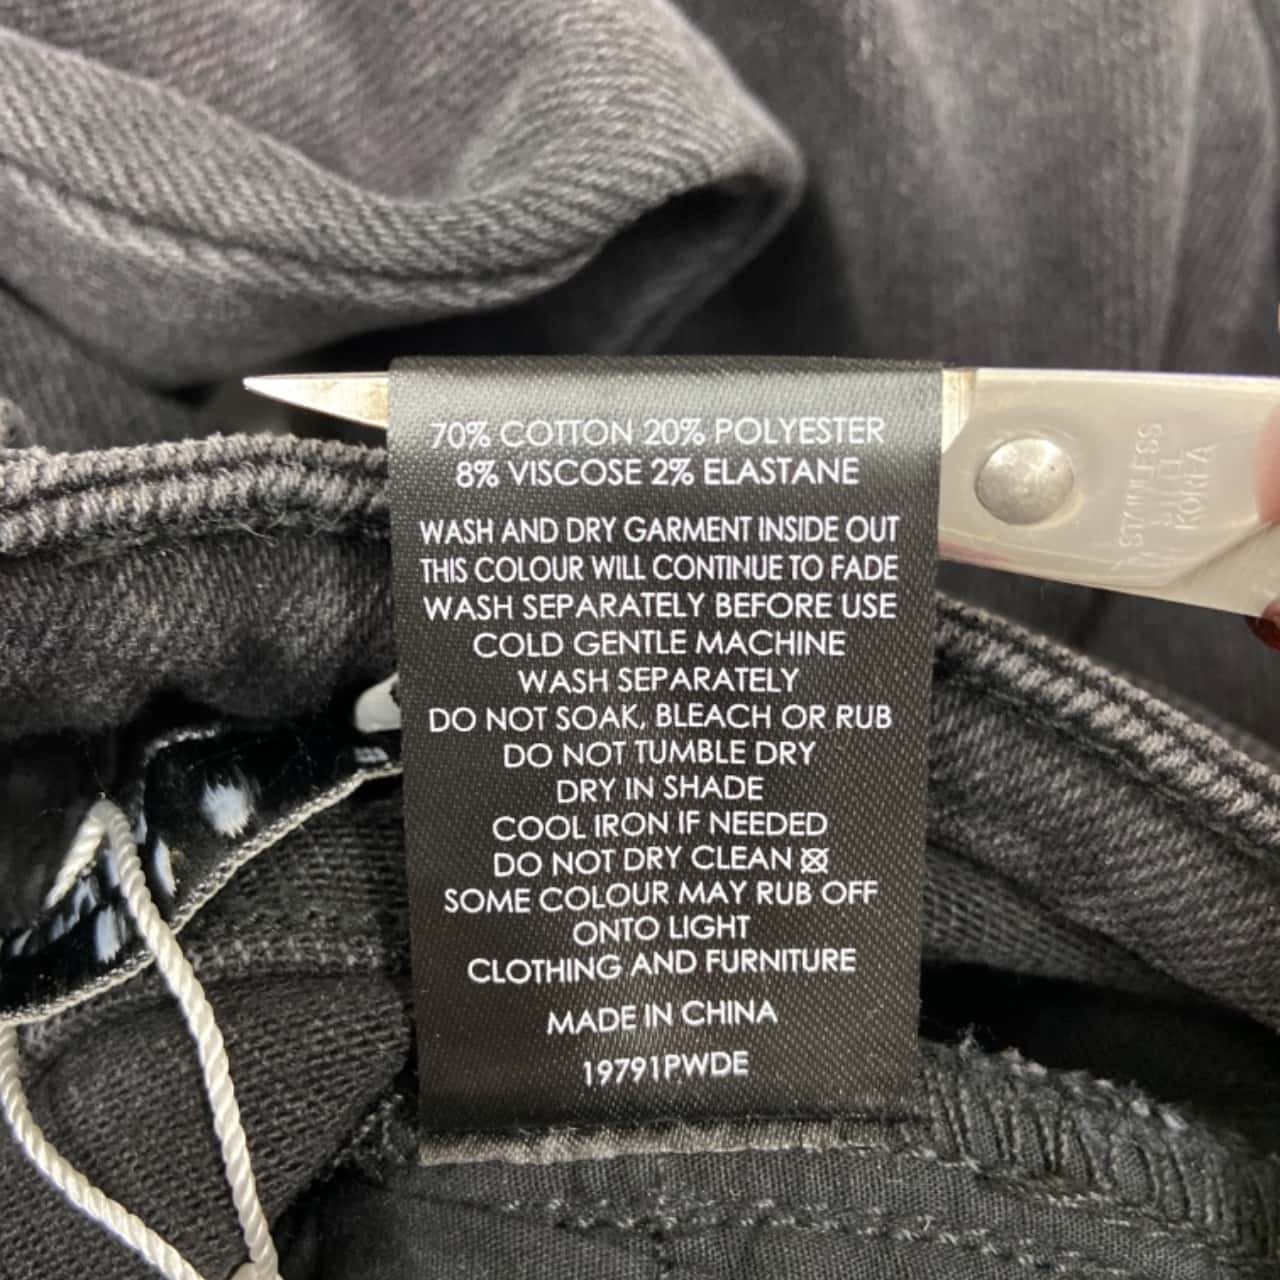 70% COTTON 20% POLYESTER
8% VISCOSE 2% ELASTANE
WASH AND DRY GARMENT INSIDE OUT
THIS COLOUR WILL CONTINUE TO FADE
WASH SEPARATELY BEFORE USE
COLD GENTLE MACHINE
WASH SEPARATELY
DO NOT SOAK, BLEACH OR RUB
DO NOT TUMBLE DRY
DRY IN SHADE
COOL IRON IF NEEDED
DO NOT DRY CLEAN
SOME COLOUR MAY RUB OFF
ONTO LIGHT
CLOTHING AND FURNITURE
MADE IN CHINA
19791PWDE
STAINLESS
STEEL
KOREA